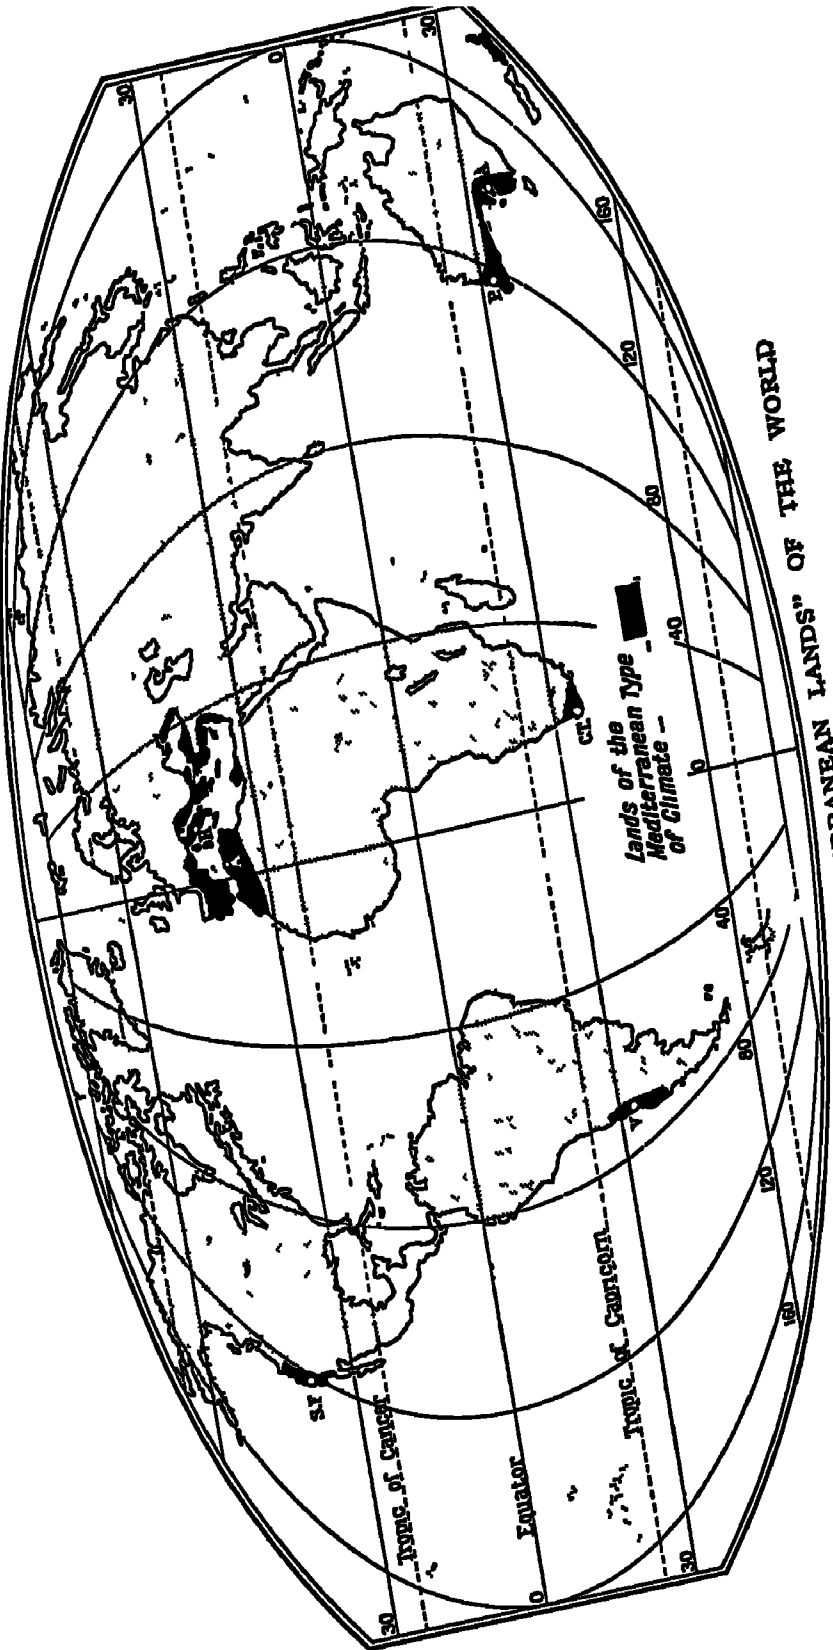 30
0
30
160
120
80
40
0
40
80
120
160
30
0
30
S.F
V
C.T.
P
A
Tropic of Cancer
Equator
Tropic of Capricorn
Lands of the
Mediterranean Type
of Climate
LANDS" OF THE WORLD